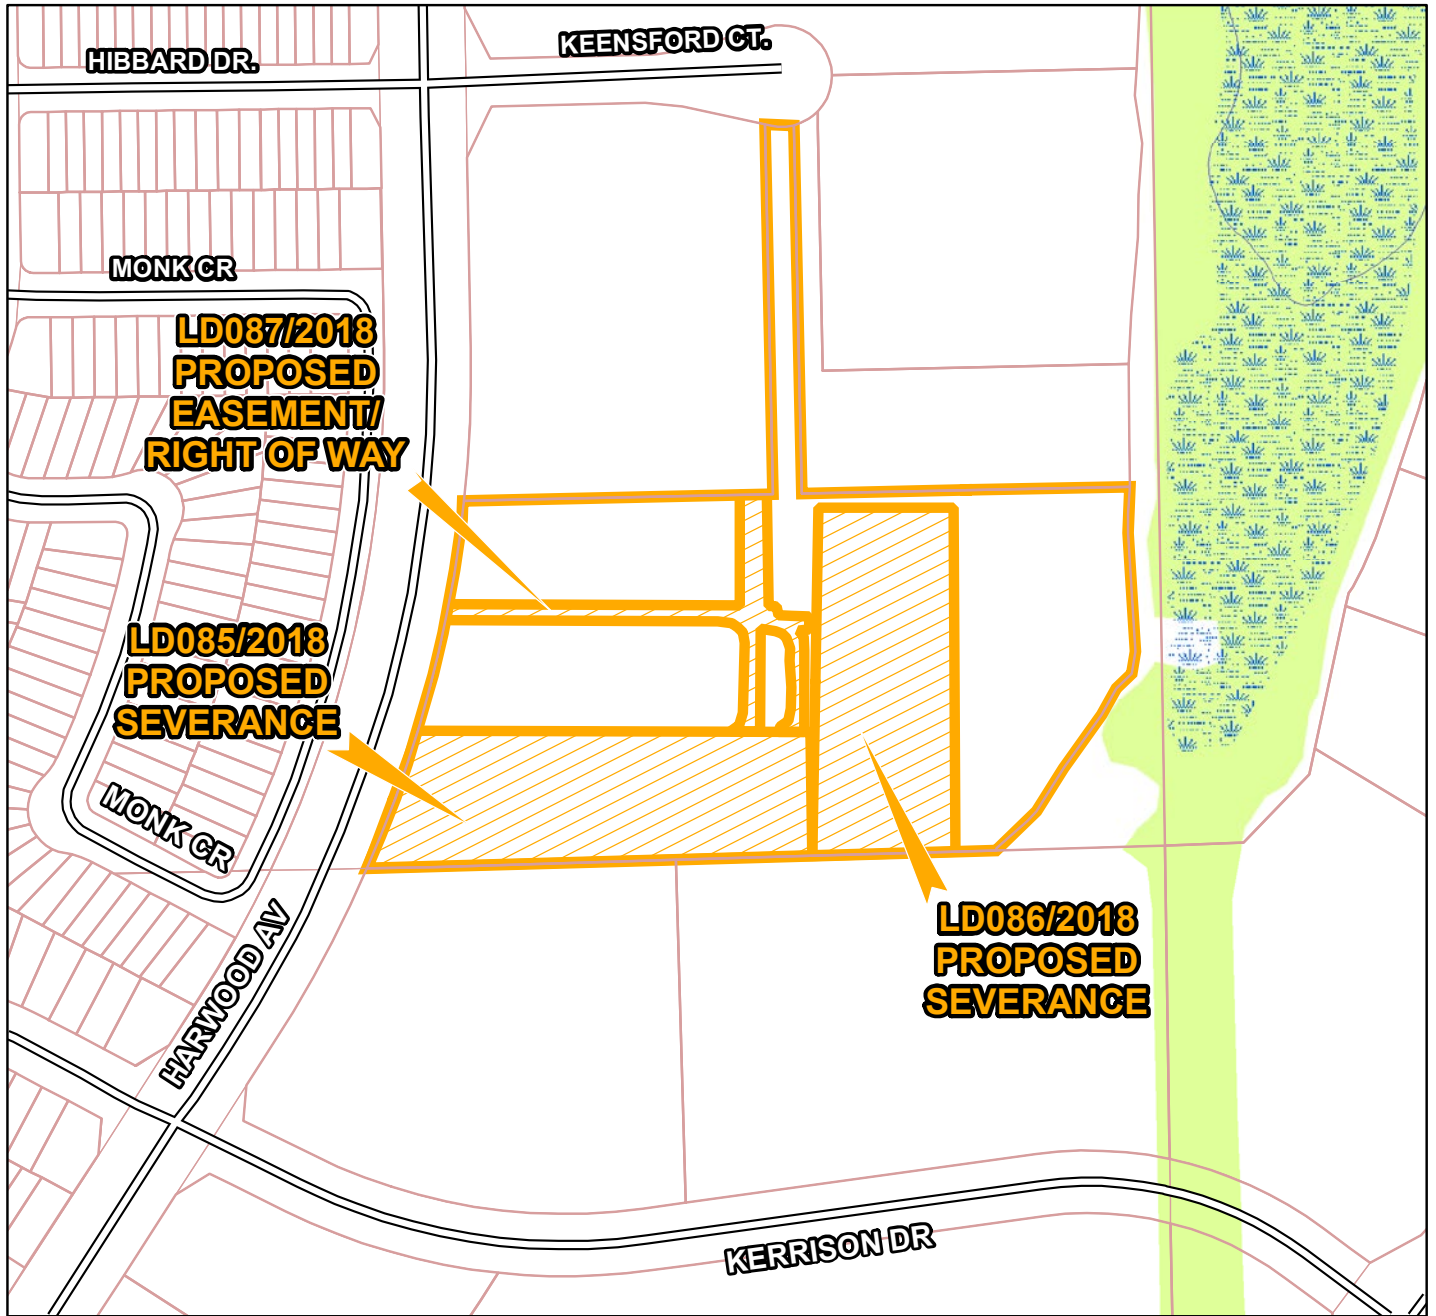 HIBBARD DR.
KEENSFORD CT.
MONK CR
LD087/2018
PROPOSED
EASEMENT/
RIGHT OF WAY
LD085/2018
PROPOSED
SEVERANCE
MONK CR
HARWOOD AV
LD086/2018
PROPOSED
SEVERANCE
KERRISON DR